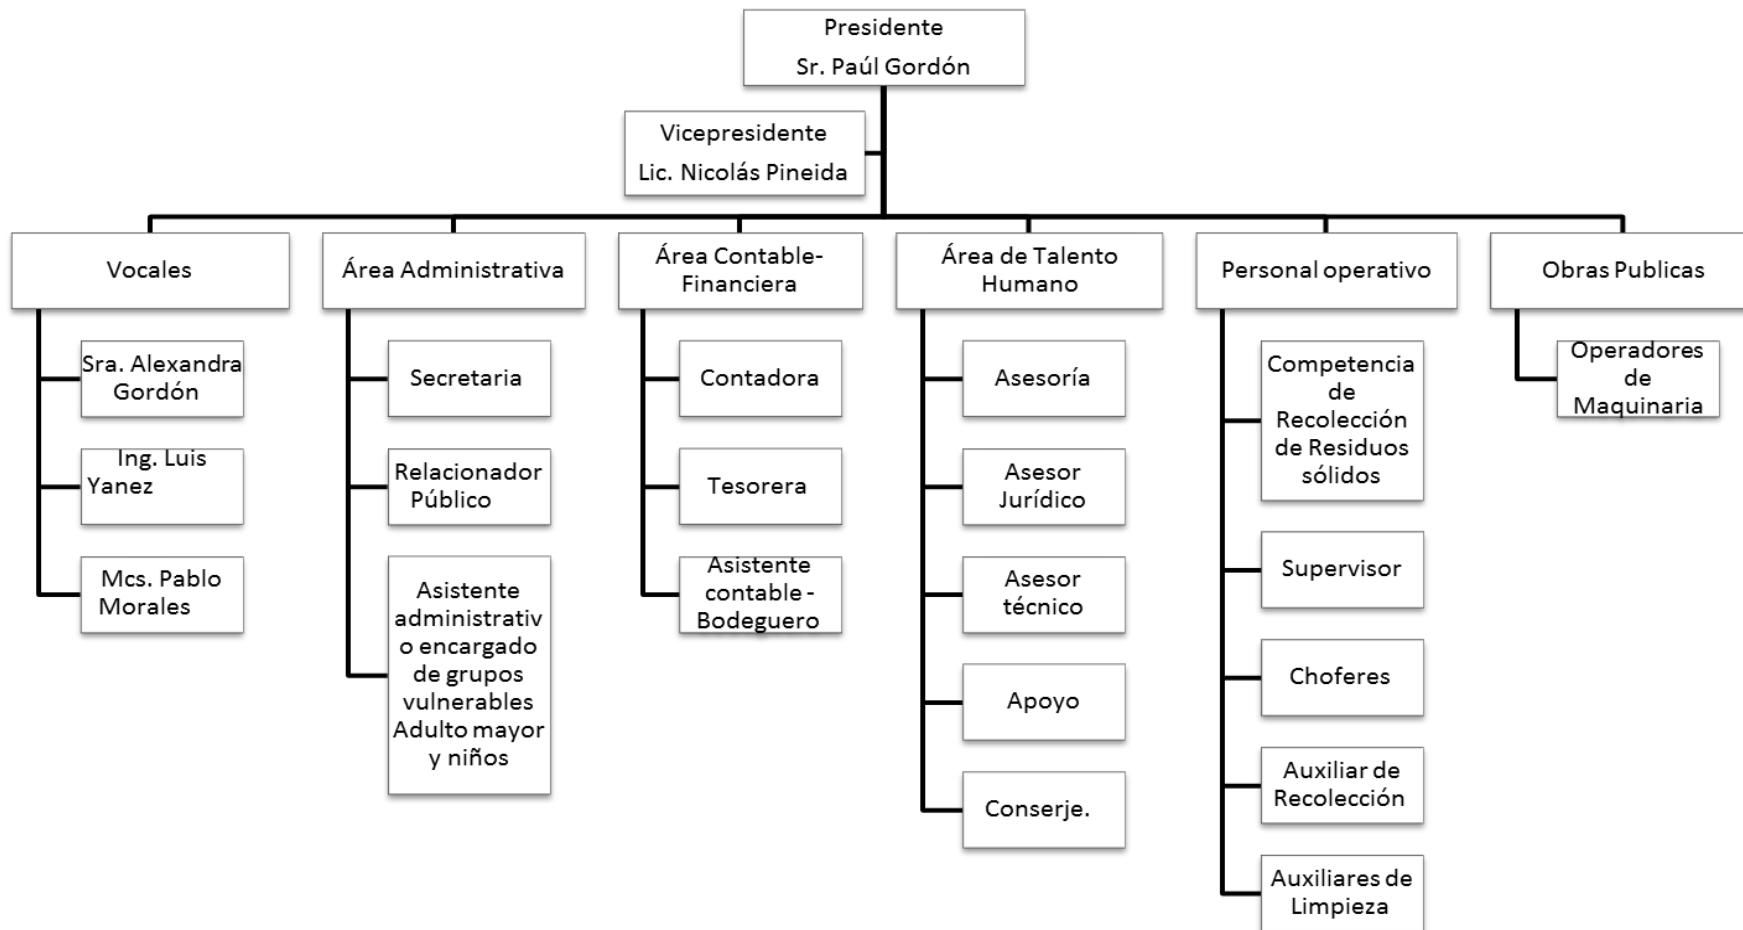 Presidente
Sr. Paúl Gordón
Vicepresidente
Lic. Nicolás Pineida
Vocales
Sra. Alexandra
Gordón
Ing. Luis
Yanez
Mcs. Pablo
Morales
Área Administrativa
Secretaria
Relacionador
Público
Asistente
administrativ
o encargado
de grupos
vulnerables
Adulto mayor
y niños
Área Contable-
Financiera
Contadora
Tesorera
Asistente
contable -
Bodeguero
Área de Talento
Humano
Asesoría
Asesor
Jurídico
Asesor
técnico
Apoyo
Conserje.
Personal operativo
Competencia
de
Recolección
de Residuos
sólidos
Supervisor
Choferes
Auxiliar de
Recolección
Auxiliares de
Limpieza
Obras Publicas
Operadores
de
Maquinaria